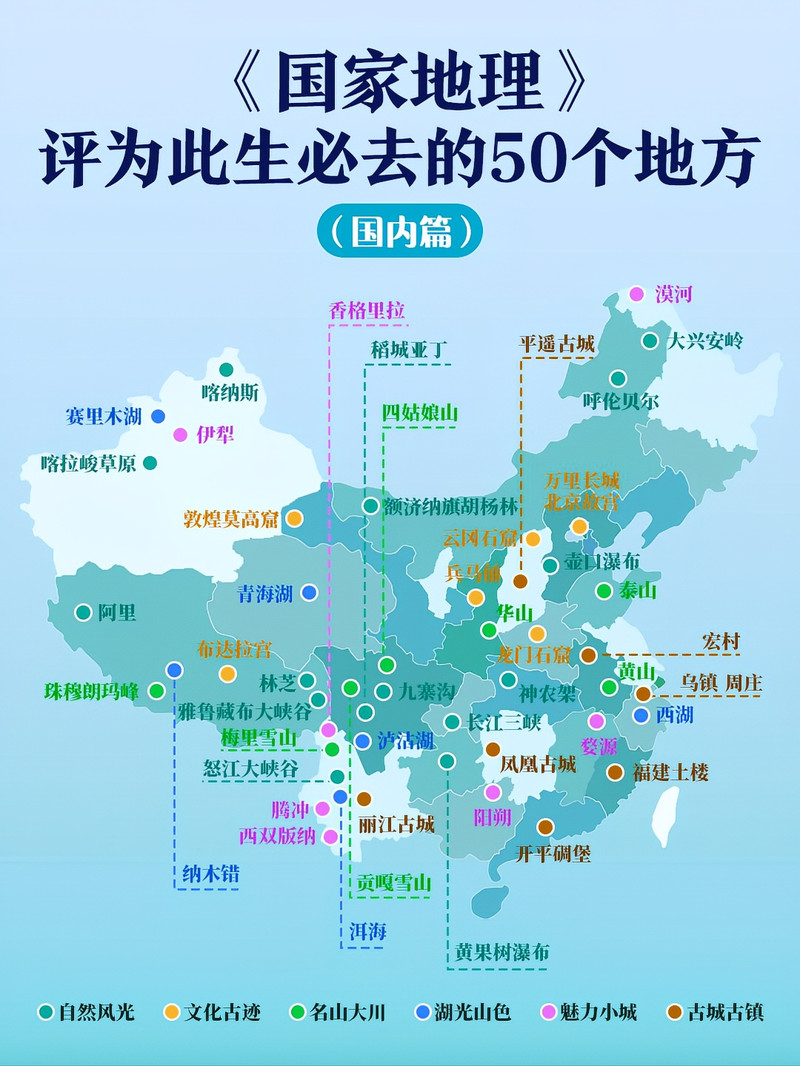 《国家地理》
评为此生必去的50个地方
（国内篇）
漠河
香格里拉
大兴安岭
平遥古城
稻城亚丁
喀纳斯
呼伦贝尔
四姑娘山
赛里木湖
伊犁
喀拉峻草原
万里长城
北京故宫
额济纳旗胡杨林
敦煌莫高窟
云冈石窟
壶口瀑布
兵马俑
青海湖
泰山
阿里
华山
宏村
布达拉宫
龙门石窟
黄山
林芝
九寨沟
神农架
乌镇 周庄
珠穆朗玛峰
雅鲁藏布大峡谷
西湖
长江三峡
梅里雪山
泸沽湖
婺源
怒江大峡谷
凤凰古城
福建土楼
腾冲
阳朔
丽江古城
西双版纳
开平碉堡
纳木错
贡嘎雪山
洱海
黄果树瀑布
自然风光
文化古迹
名山大川
湖光山色
魅力小城
古城古镇